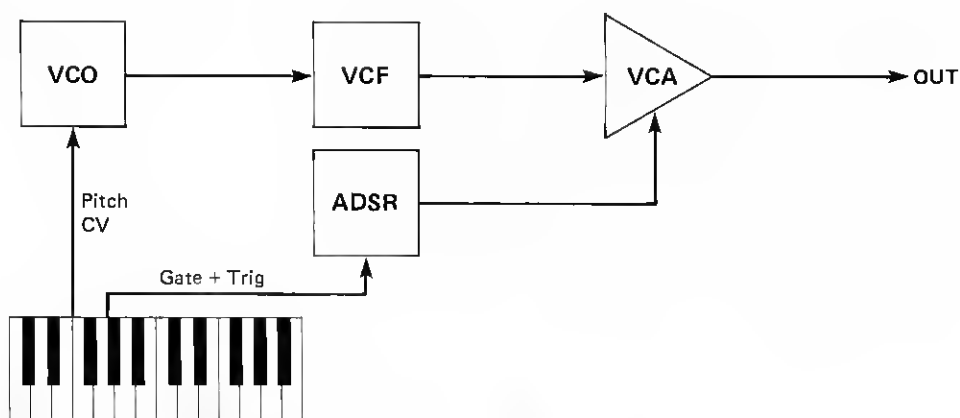 VCO
VCF
VCA
OUT
Pitch
CV
ADSR
Gate + Trig